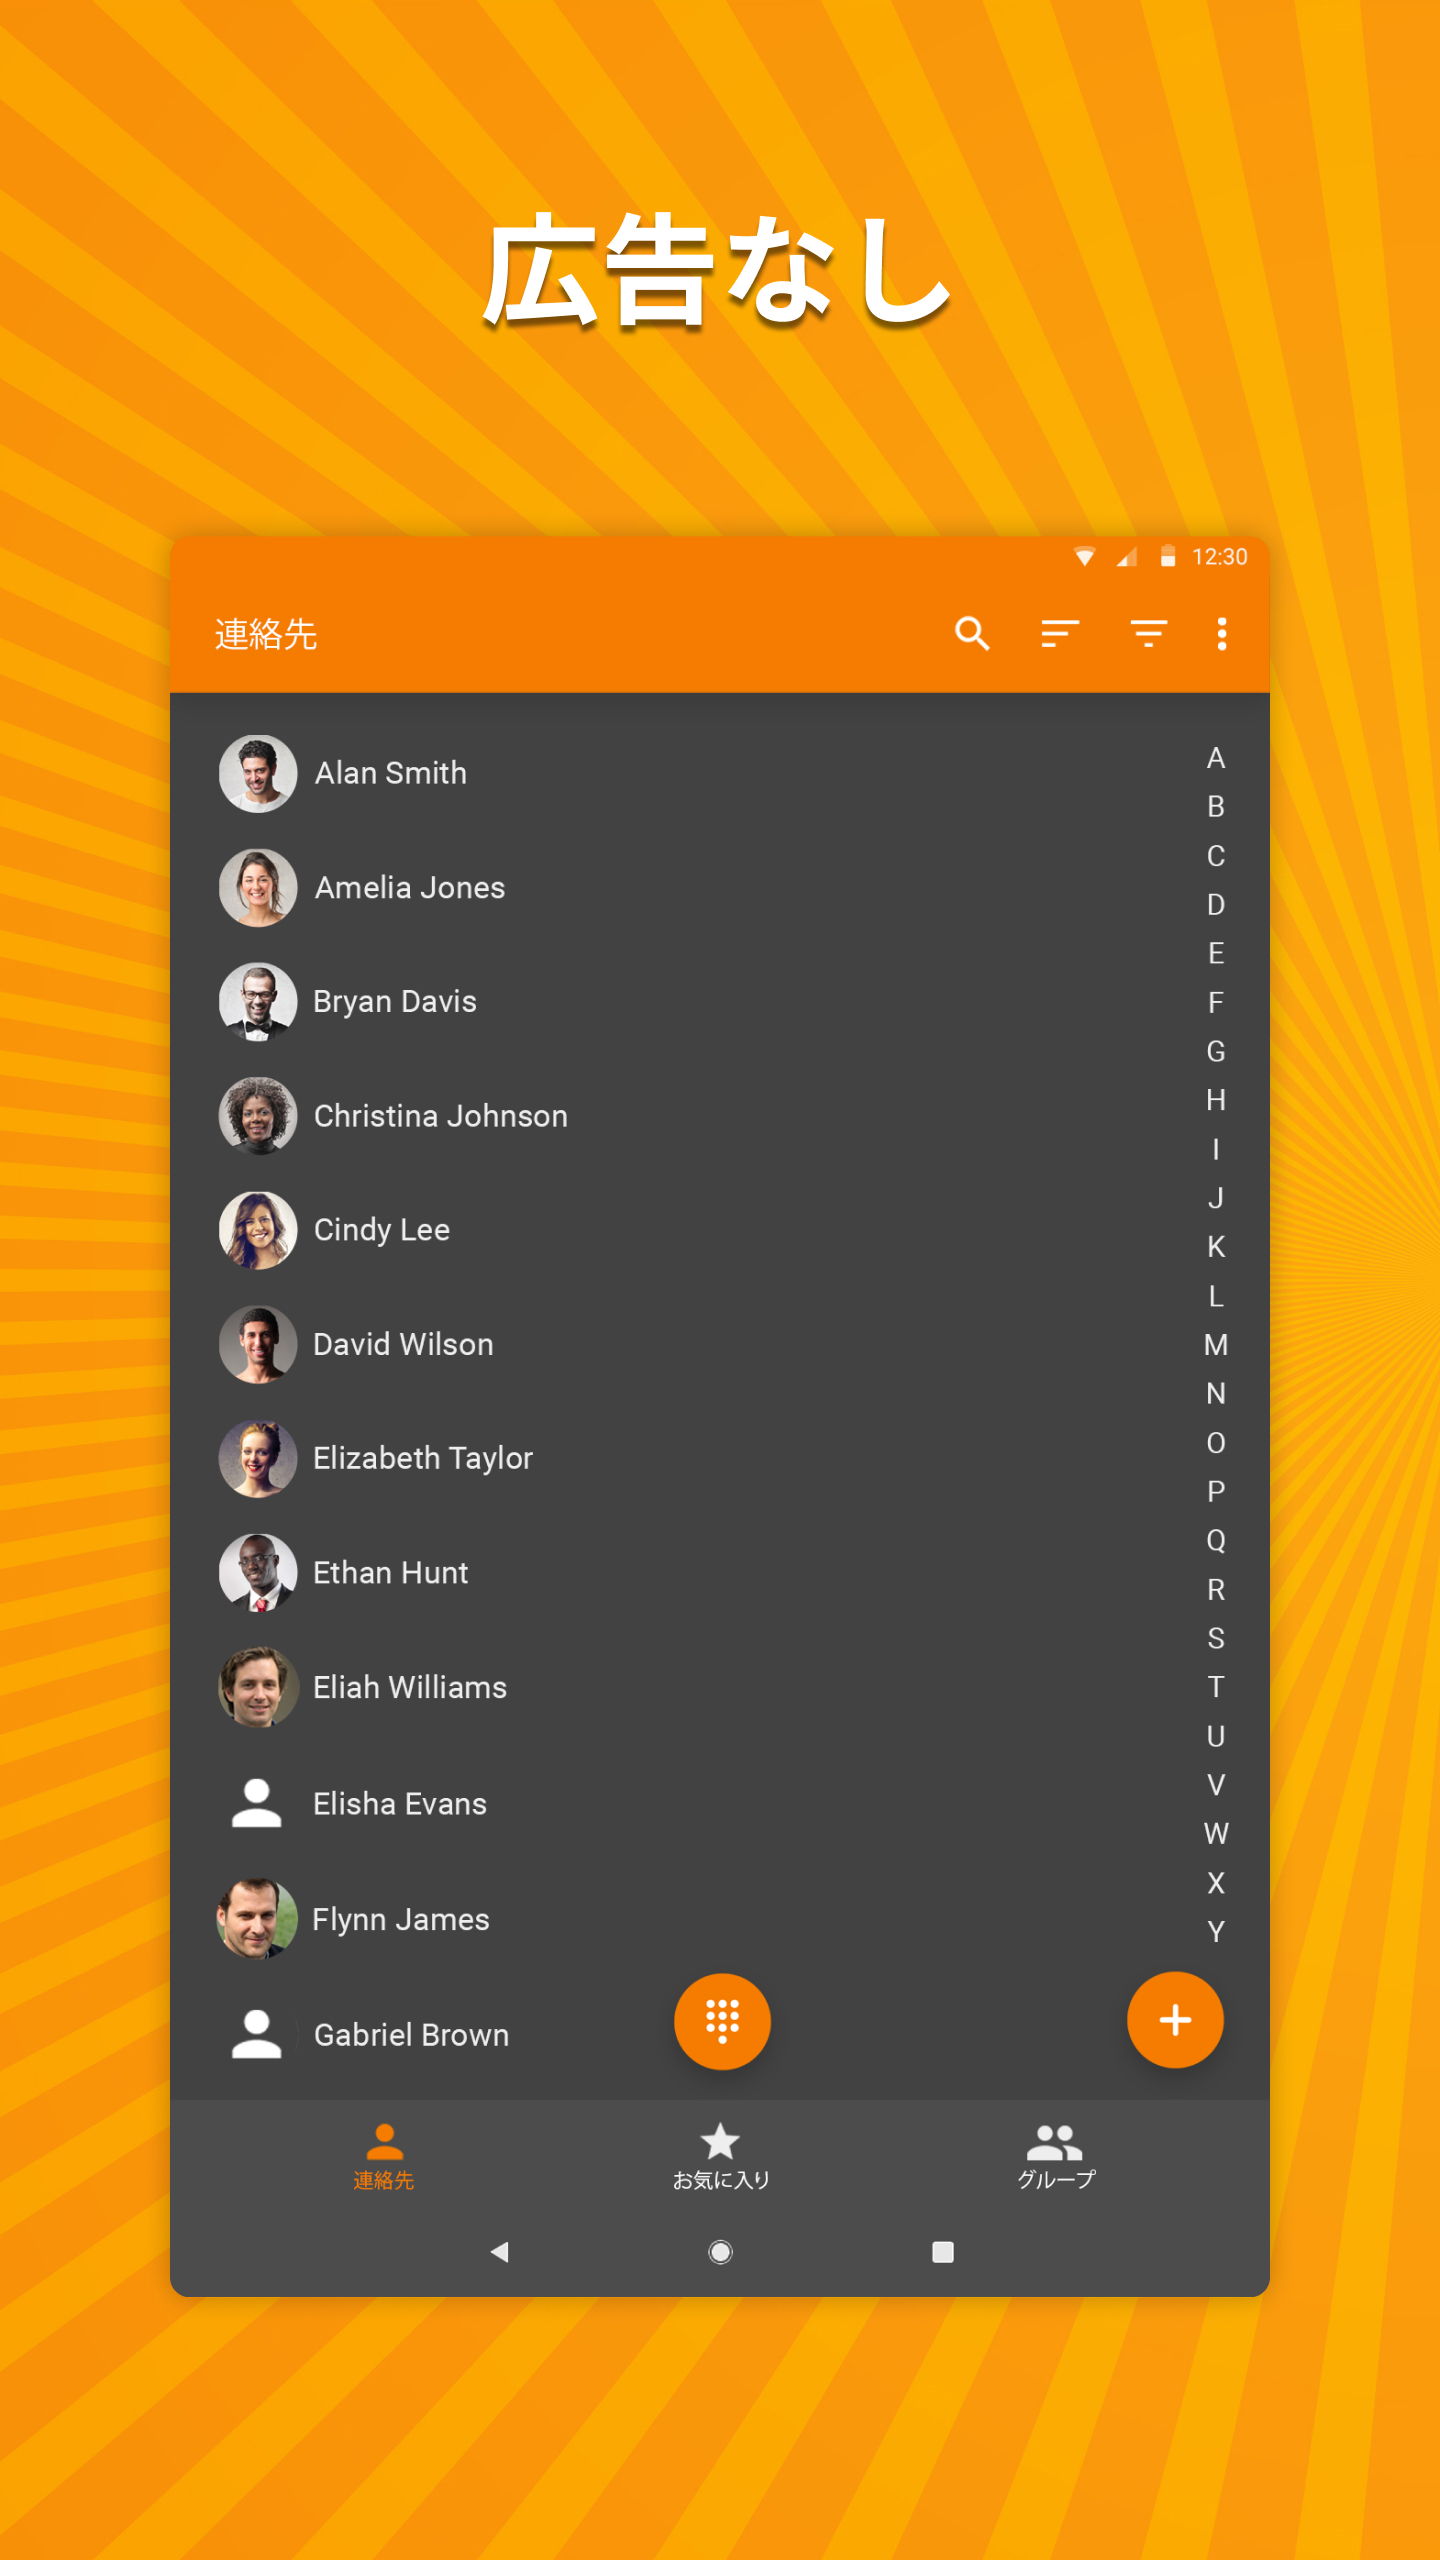 広告なし
12:30
連絡先
Alan Smith
Amelia Jones
Bryan Davis
Christina Johnson
Cindy Lee
David Wilson
Elizabeth Taylor
Ethan Hunt
Eliah Williams
Elisha Evans
Flynn James
Gabriel Brown
A
B
C
D
E
F
G
H
I
J
K
L
M
N
O
P
Q
R
S
T
U
V
W
X
Y
連絡先
お気に入り
グループ